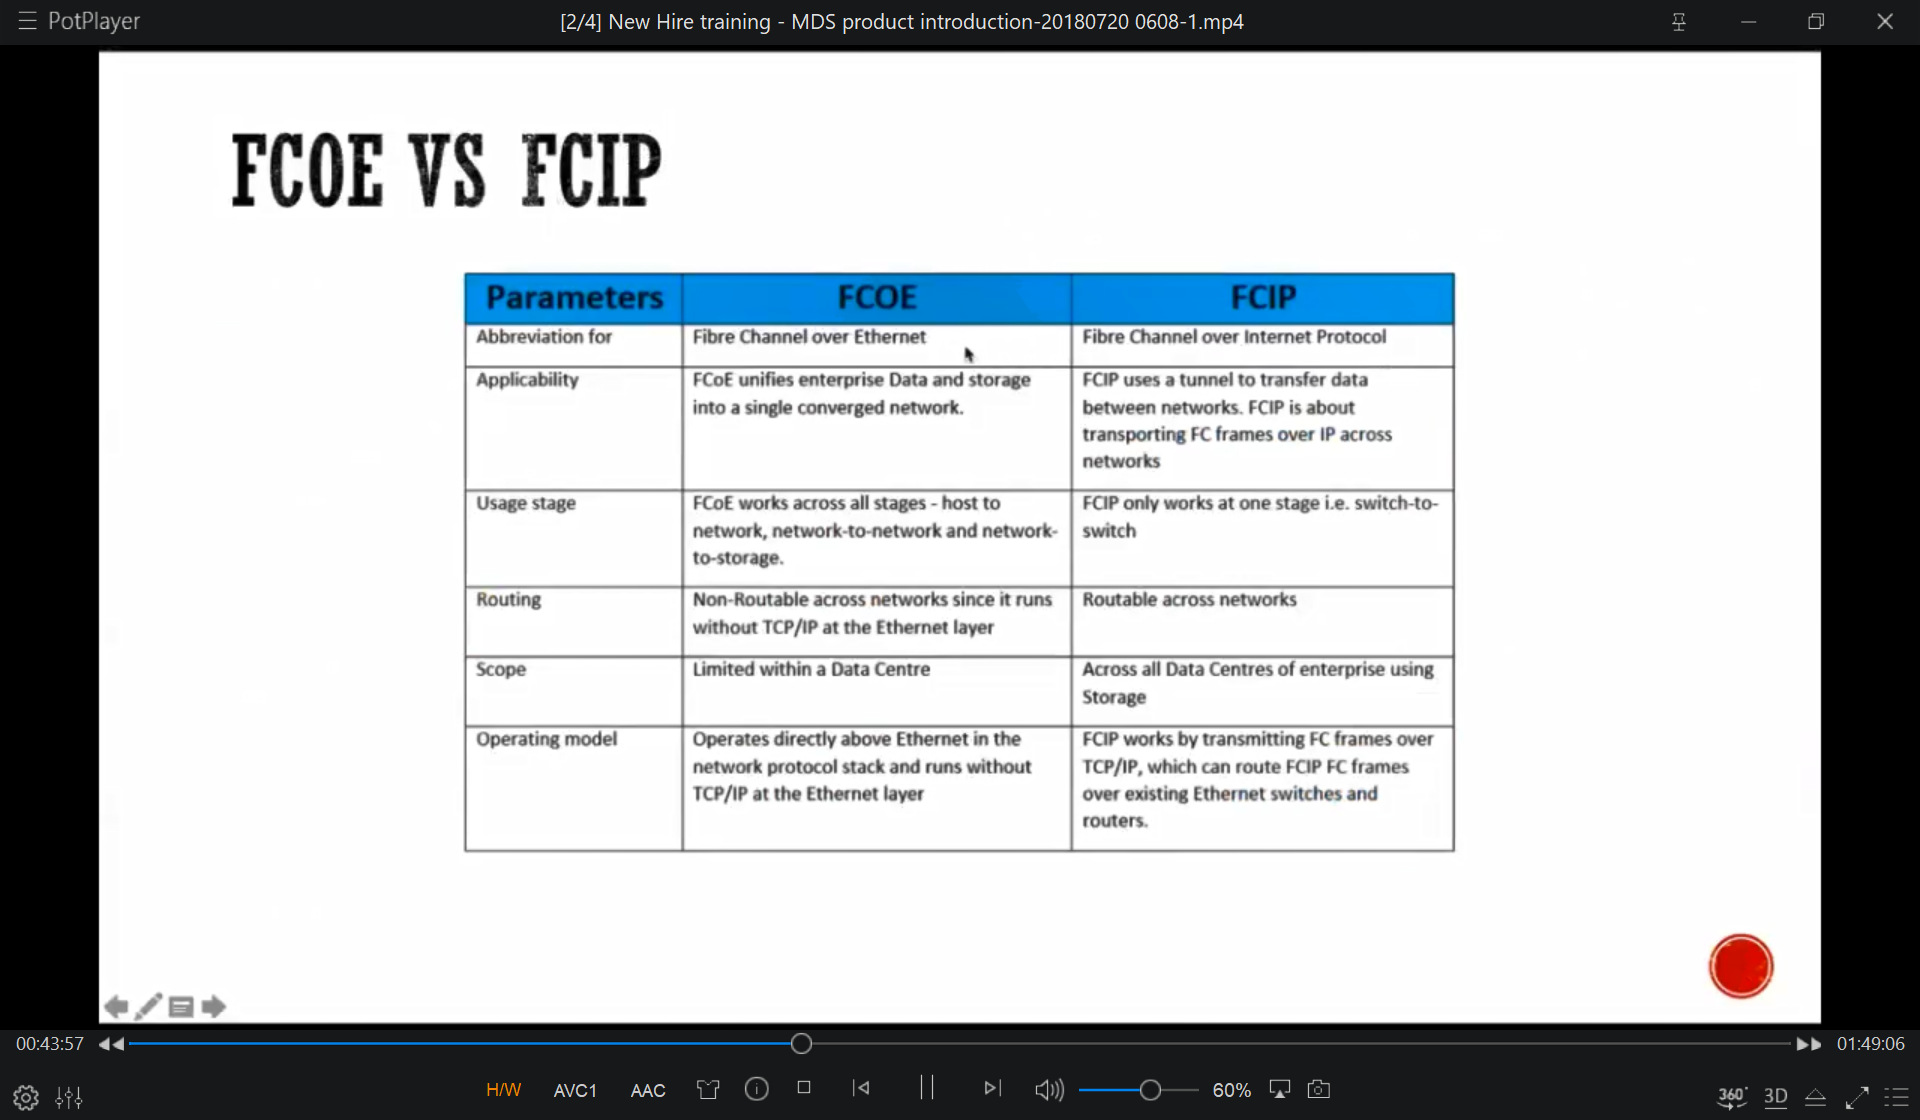 PotPlayer
[2/4] New Hire training - MDS product introduction-20180720 0608-1.mp4
FCOE VS FCIP
Parameters FCOE FCIP
Abbreviation for
Fibre Channel over Ethernet
Fibre Channel over Internet Protocol
Applicability
FCoE unifies enterprise Data and storage
into a single converged network.
FCIP uses a tunnel to transfer data
between networks. FCIP is about
transporting FC frames over IP across
networks
Usage stage
FCoE works across all stages - host to
network, network-to-network and network-
to-storage.
FCIP only works at one stage i.e. switch-to-
switch
Routing
Non-Routable across networks since it runs
without TCP/IP at the Ethernet layer
Routable across networks
Scope
Limited within a Data Centre
Across all Data Centres of enterprise using
Storage
Operating model
Operates directly above Ethernet in the
network protocol stack and runs without
TCP/IP at the Ethernet layer
FCIP works by transmitting FC frames over
TCP/IP, which can route FCIP FC frames
over existing Ethernet switches and
routers.
00:43:57
01:49:06
H/W AVC1 AAC
60%
360° 3D